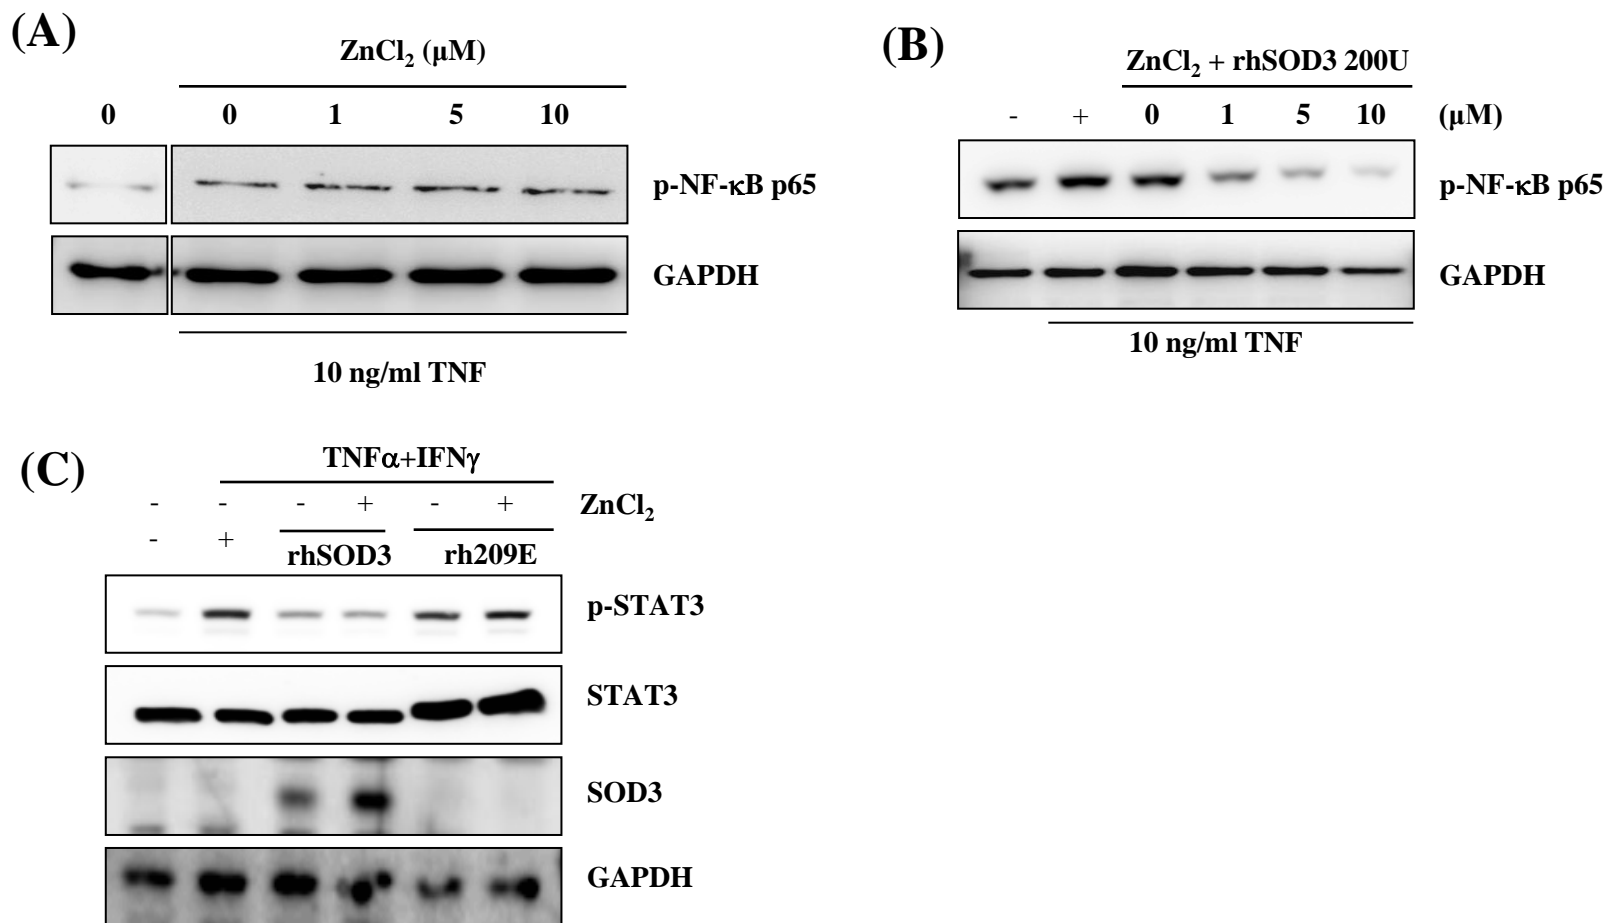 (A)
ZnCl₂ (μM)
0 0 1 5 10
p-NF-κB p65
GAPDH
10 ng/ml TNF
(B)
ZnCl₂ + rhSOD3 200U
- + 0 1 5 10 (μM)
p-NF-κB p65
GAPDH
10 ng/ml TNF
(C)
TNFα+IFNγ
- - - + - + ZnCl₂
- + rhSOD3 rh209E
p-STAT3
STAT3
SOD3
GAPDH